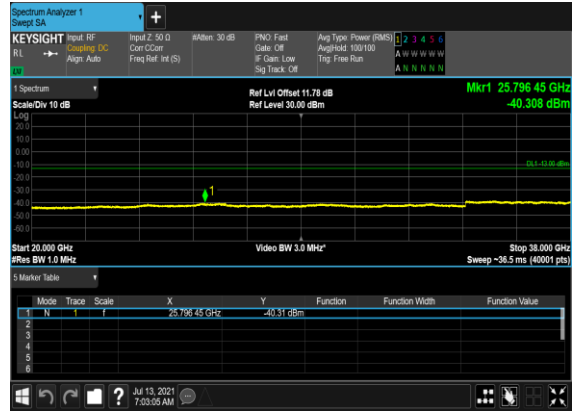 Spectrum Analyzer 1
Swept SA
+
KEYSIGHT Input: RF Input Z: 50 Ω #Atten: 30 dB PNO: Fast Avg Type: Power (RMS) 1 2 3 4 5 6
RL Coupling: DC Corr CCorr Gate: Off Avg|Hold: 100/100 A W W W W W
Align: Auto Freq Ref: Int (S) IF Gain: Low Trig: Free Run
Sig Track: Off A N N N N N
1 Spectrum Ref Lvl Offset 11.78 dB Mkr1 25.796 45 GHz
Scale/Div 10 dB Ref Level 30.00 dBm -40.308 dBm
Log
20.0
10.0
0.00
-10.0
DL1 -13.00 dBm
-20.0
-30.0
1
-40.0
-50.0
-60.0
Start 20.000 GHz Video BW 3.0 MHz* Stop 38.000 GHz
#Res BW 1.0 MHz Sweep ~36.5 ms (40001 pts)
5 Marker Table
Mode Trace Scale X Y Function Function Width Function Value
1 N 1 f 25.796 45 GHz -40.31 dBm
2
3
4
5
6
? Jul 13, 2021
7:03:05 AM